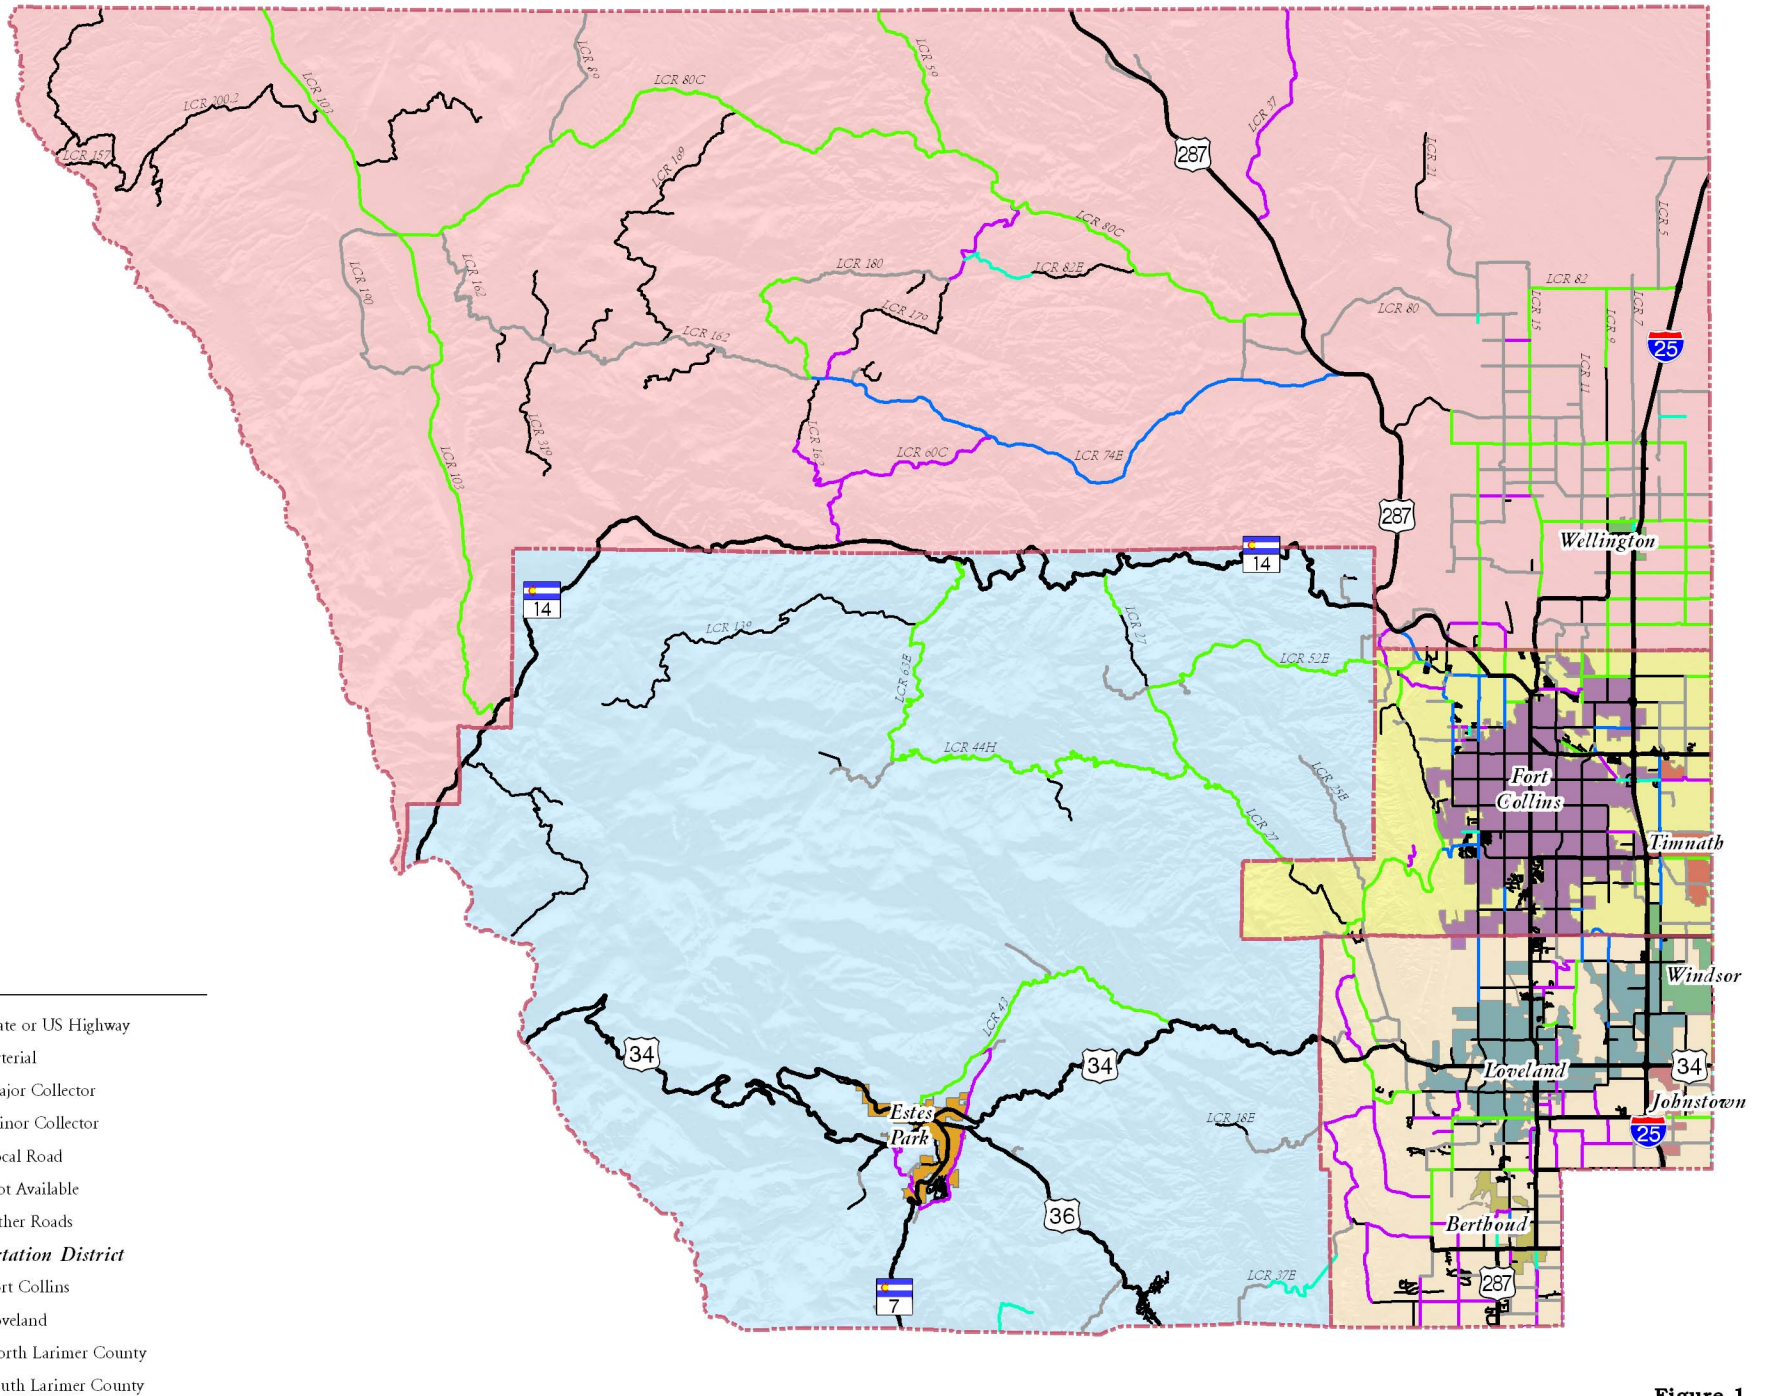 LCR 103
LCR 200.2
LCR 157
LCR 89
LCR 80C
LCR 59
LCR 169
LCR 37
287
LCR 21
LCR 5
LCR 80C
LCR 190
LCR 162
LCR 180
LCR 82E
LCR 179
LCR 82
LCR 80
LCR 15
LCR 9
LCR 7
25
LCR 11
LCR 162
LCR 319
LCR 103
LCR 162
LCR 60C
LCR 74E
287
Wellington
14
14
LCR 139
LCR 63E
LCR 27
LCR 52E
LCR 44H
LCR 25E
LCR 27
Fort
Collins
Timnath
Windsor
LCR 43
34
34
34
Loveland
Johnstown
25
Estes
Park
LCR 18E
36
Berthoud
LCR 37E
287
7
ate or US Highway
terial
ajor Collector
inor Collector
ocal Road
ot Available
ther Roads
rtation District
rt Collins
oveland
orth Larimer County
uth Larimer County
Figure 1